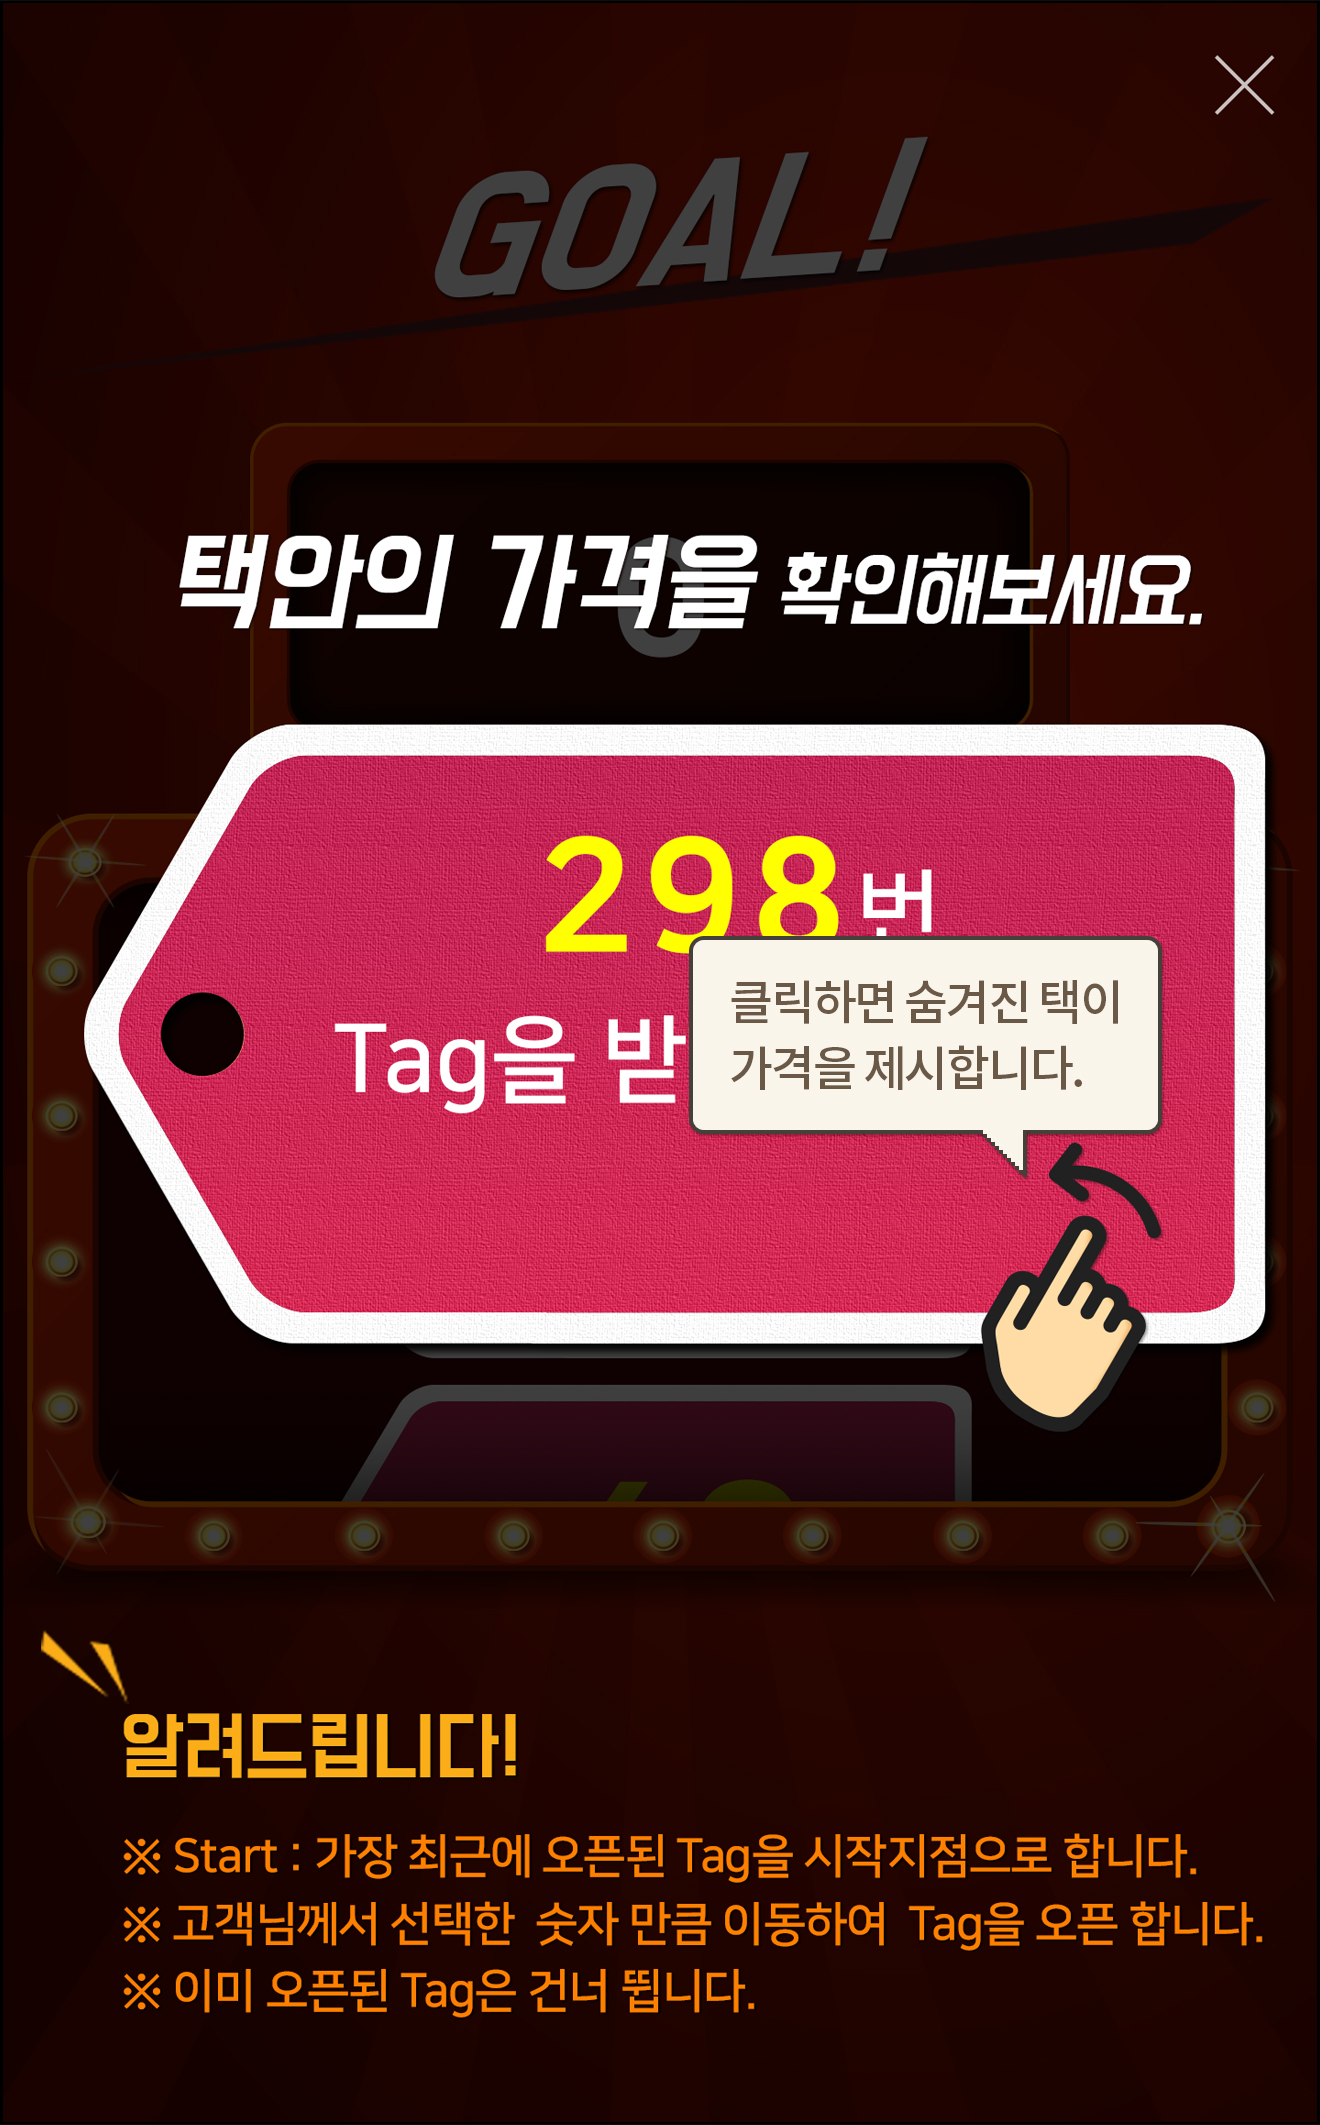 GOAL!
택안의 가격을 확인해보세요.
298번
Tag을 받
클릭하면 숨겨진 택이
가격을 제시합니다.
알려드립니다!
※ Start : 가장 최근에 오픈된 Tag을 시작지점으로 합니다.
※ 고객님께서 선택한 숫자 만큼 이동하여 Tag을 오픈 합니다.
※ 이미 오픈된 Tag은 건너 뜁니다.